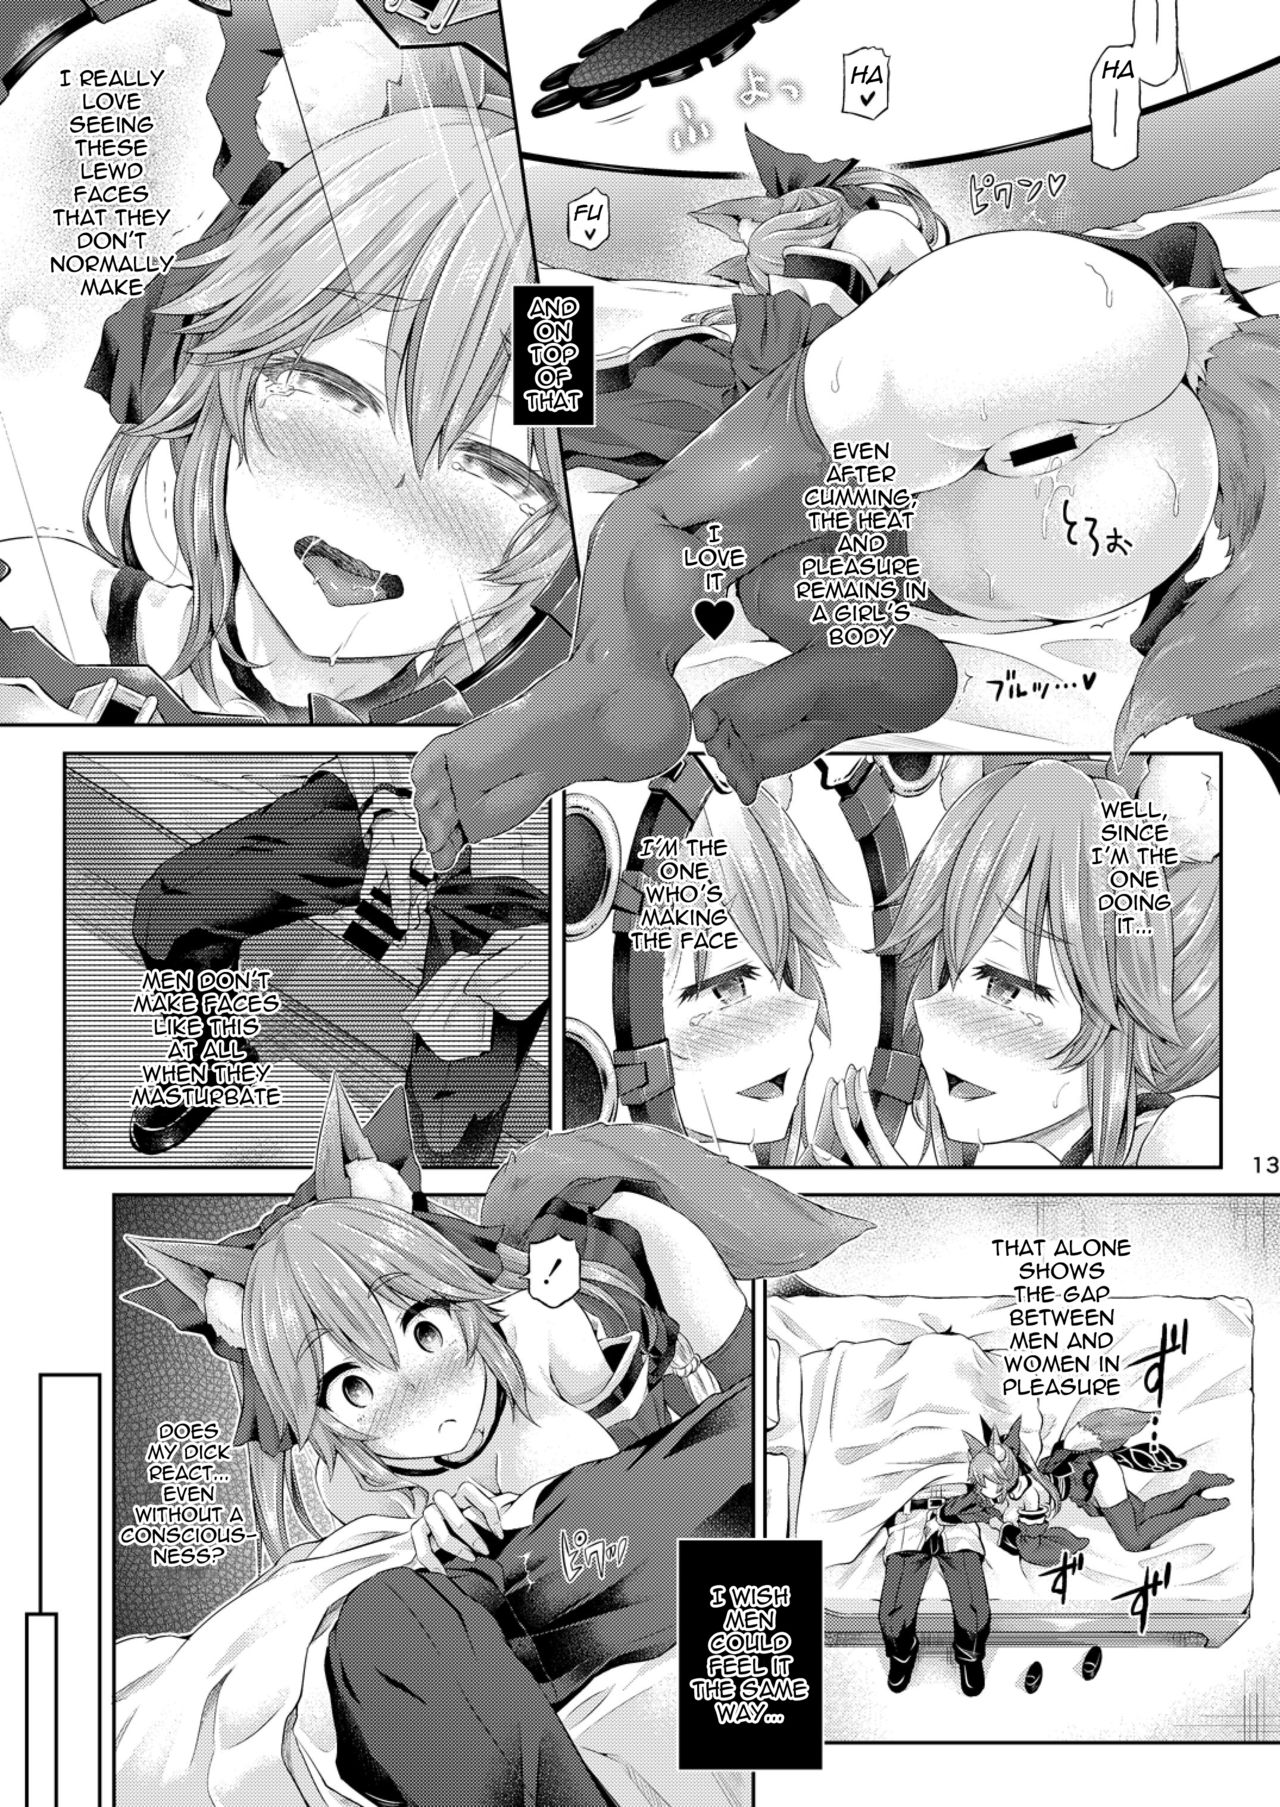 I REALLY
LOVE
SEEING
THESE
LEWD
FACES
THAT THEY
DON'T
NORMALLY
MAKE
よっ
HA
♥
HA
FU
♥
ピクン♡
AND
ON
TOP
OF
THAT
EVEN
AFTER
CUMMING,
THE HEAT
AND
PLEASURE
REMAINS IN
A GIRL'S
BODY
とろぉ
I
LOVE
IT
♥
ブルッ…♥
WELL,
SINCE
I'M THE
ONE
DOING
IT...
I'M THE
ONE
WHO'S
MAKING
THE FACE
MEN DON'T
MAKE FACES
LIKE THIS
AT ALL
WHEN THEY
MASTURBATE
13
THAT ALONE
SHOWS
THE GAP
BETWEEN
MEN AND
WOMEN IN
PLEASURE
ず…
ず
ず
!
DOES
MY DICK
REACT...
EVEN
WITHOUT A
CONSCIOUS-
NESS?
ピクッ
I WISH
MEN
COULD
FEEL IT
THE SAME
WAY...